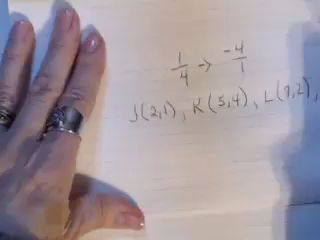 1/4 → -4/1
J(2,1), K(5,4), L(7,2),